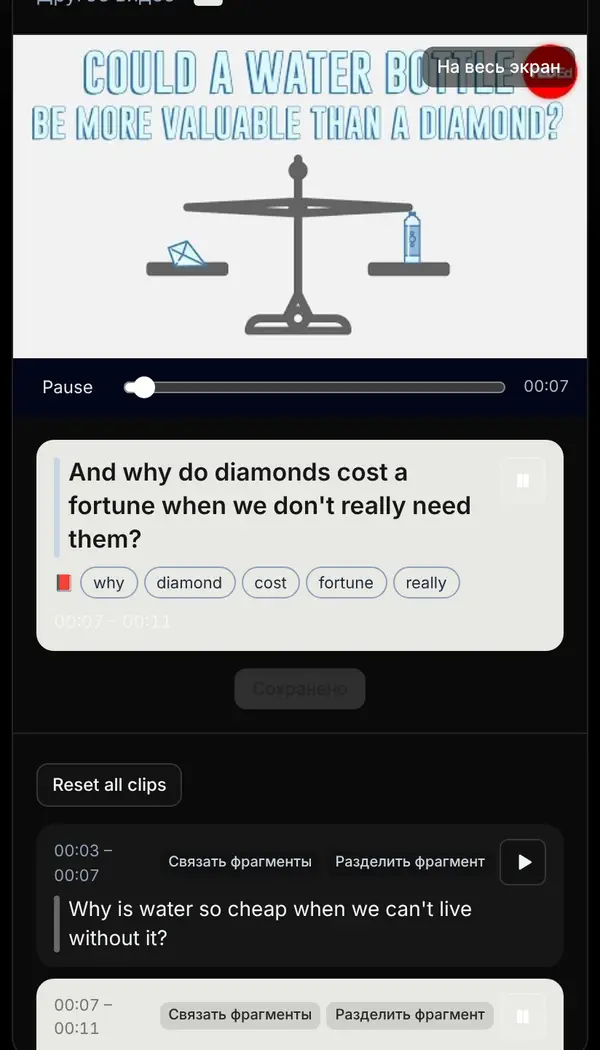 Другое видео
COULD A WATER BOTTLE
На весь экран
BE MORE VALUABLE THAN A DIAMOND?
Pause
00:07
And why do diamonds cost a
fortune when we don't really need
them?
why diamond cost fortune really
00:07 – 00:11
Сохранено
Reset all clips
00:03 –
00:07
Связать фрагменты Разделить фрагмент
Why is water so cheap when we can't live
without it?
00:07 –
00:11
Связать фрагменты Разделить фрагмент